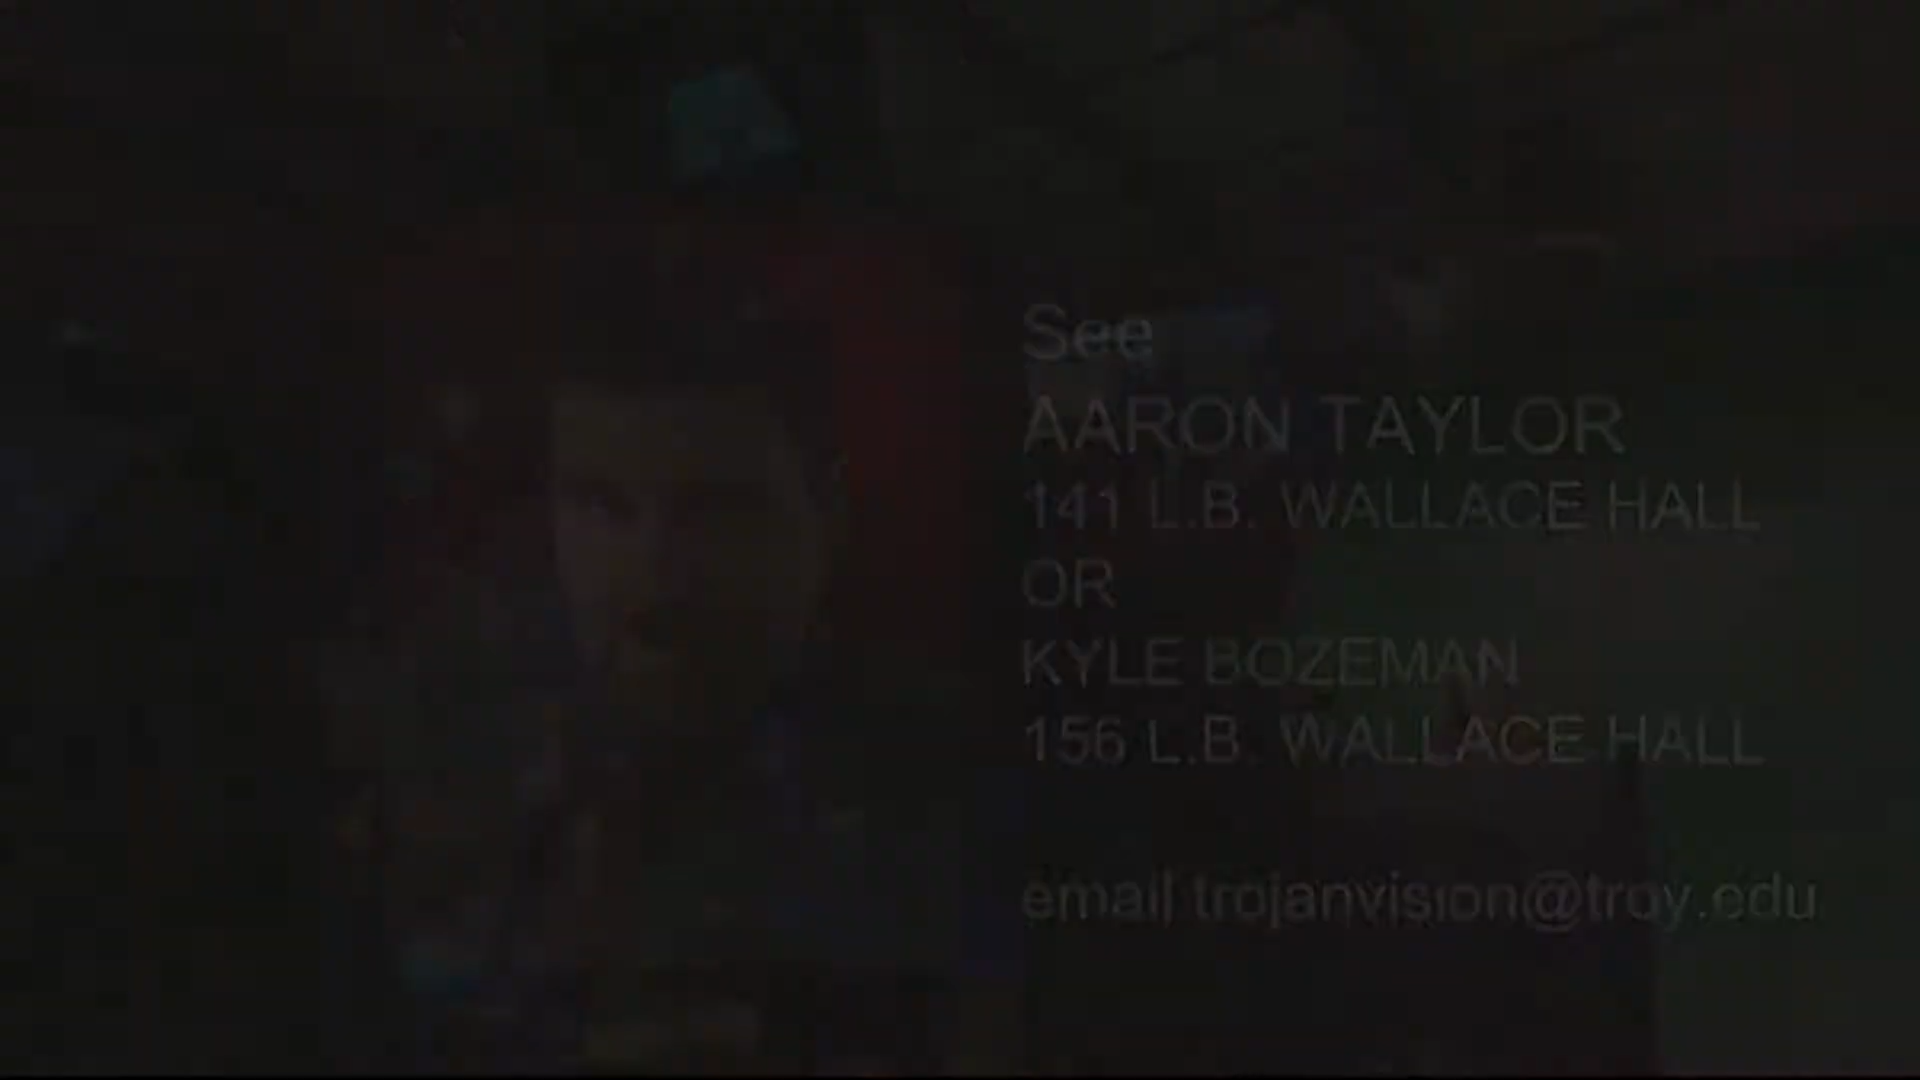 See
AARON TAYLOR
141 L.B. WALLACE HALL
OR
KYLE BOZEMAN
156 L.B. WALLACE HALL
email trojanvision@troy.edu